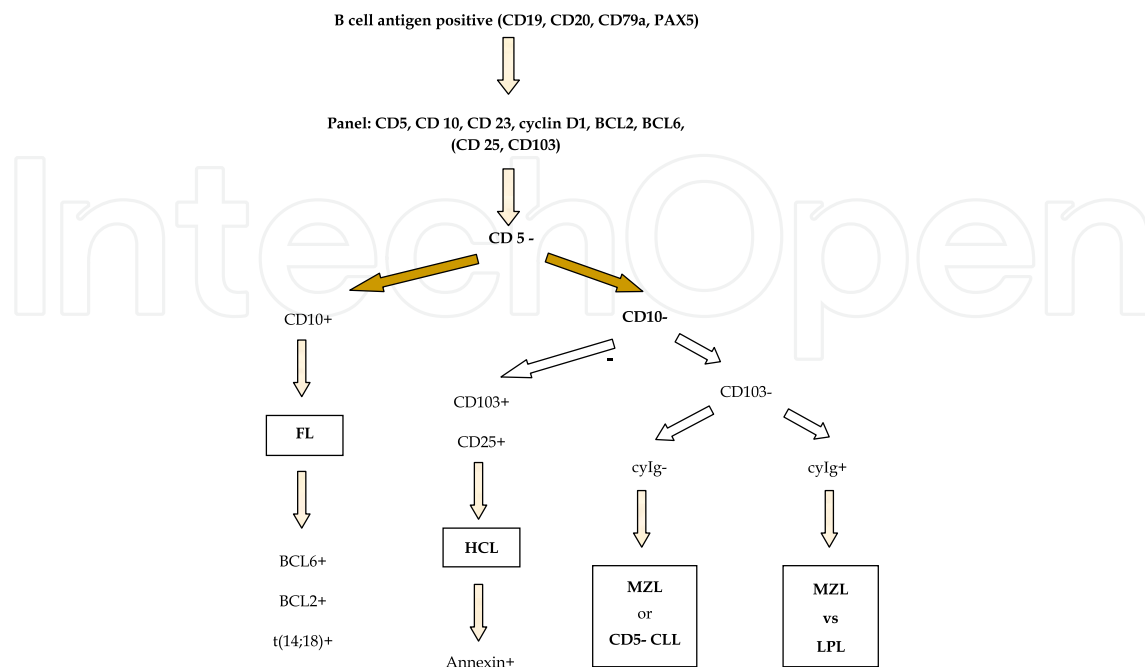 B cell antigen positive (CD19, CD20, CD79a, PAX5)
Panel: CD5, CD 10, CD 23, cyclin D1, BCL2, BCL6,
(CD 25, CD103)
IntechOpen
CD 5 -
CD10+
CD10-
-
CD103+
CD103-
CD25+
FL
cyIg-
cyIg+
HCL
BCL6+
BCL2+
t(14;18)+
Annexin+
MZL
or
CD5- CLL
MZL
vs
LPL